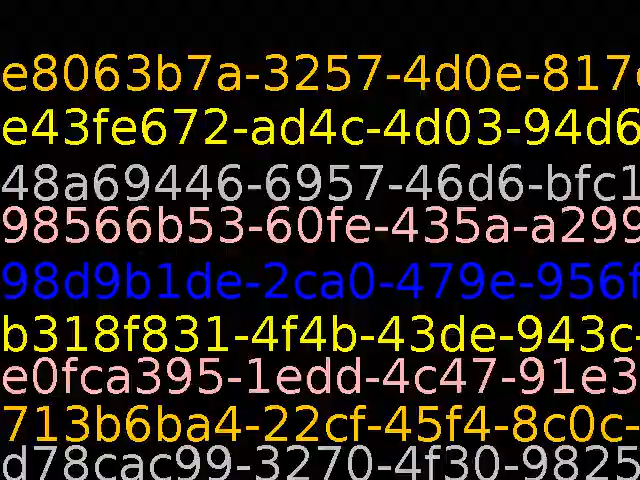 e8063b7a-3257-4d0e-817
e43fe672-ad4c-4d03-94d6
48a69446-6957-46d6-bfc1
98566b53-60fe-435a-a299
98d9b1de-2ca0-479e-956f
b318f831-4f4b-43de-943c-
e0fca395-1edd-4c47-91e3
713b6ba4-22cf-45f4-8c0c-
d78cac99-3270-4f30-9825